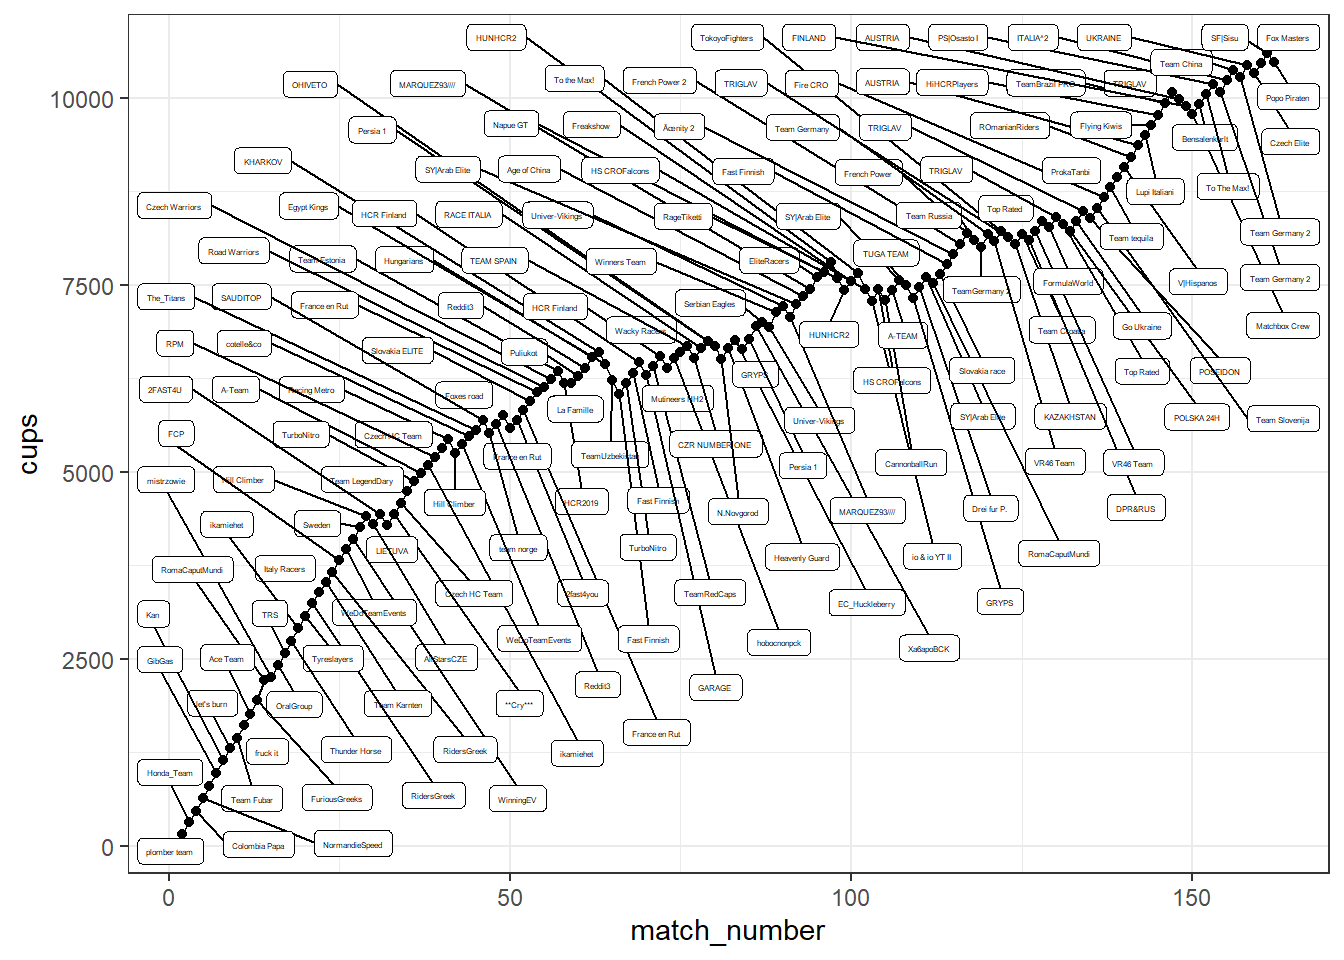 HUNHCR2
TokoyoFighters
FINLAND
AUSTRIA
PS|Osasto I
ITALIA^2
UKRAINE
SF|Sisu
Fox Masters
Team China
OHIVETO
MARQUEZ93////
To the Max!
French Power 2
TRIGLAV
Fire CRO
AUSTRIA
HiHCRPlayers
TeamBrazil PRO
TRIGLAV
10000
Popo Piraten
Persia 1
Napue GT
Freakshow
Team Germany
TRIGLAV
ROmanianRiders
Flying Kiwis
Bensalenkerlt
Czech Elite
KHARKOV
SY|Arab Elite
Age of China
HS CROFalcons
Fast Finnish
French Power
TRIGLAV
ProkaTanbi
Lupi Italiani
To The Max!
Czech Warriors
Egypt Kings
HCR Finland
RACE ITALIA
Univer-Vikings
RageTiketti
SY|Arab Elite
Team Russia
Top Rated
Team tequila
Team Germany 2
Road Warriors
Team Estonia
Hungarians
TEAM SPAIN
Winners Team
EliteRacers
TUGA TEAM
7500
The_Titans
SAUDITOP
France en Rut
Reddit3
HCR Finland
Serbian Eagles
TeamGermany 2
FormulaWorld
V|Hispanos
Team Germany 2
RPM
cotelle&co
Slovakia ELITE
Puliukot
Wacky Racers
HUNHCR2
A-TEAM
Team Croatia
Go Ukraine
Matchbox Crew
2FAST4U
A-Team
Racing Metro
Foxes road
La Famille
Mutineers HH2
GRYPS
HS CROFalcons
Slovakia race
Top Rated
POSEIDON
FCP
TurboNitro
Czech HC Team
France en Rut
TeamUzbekistan
CZR NUMBER ONE
Univer-Vikings
SY|Arab Elite
KAZAKHSTAN
POLSKA 24H
Team Slovenija
5000
mistrzowie
Hill Climber
Team LegendDary
Hill Climber
HCR2019
Fast Finnish
Persia 1
CannonballRun
VR46 Team
VR46 Team
ikamiehet
Sweden
LIETUVA
team norge
TurboNitro
N.Novgorod
MARQUEZ93////
Drei fur P.
DPR&RUS
RomaCaputMundi
Italy Racers
Czech HC Team
2fast4you
TeamRedCaps
Heavenly Guard
io & io YT II
RomaCaputMundi
Kan
TRS
WeDoTeamEvents
WeDoTeamEvents
Fast Finnish
hobocnonpck
EC_Huckleberry
GRYPS
2500
GibGas
Ace Team
Tyreslayers
AllStarsCZE
Reddit3
GARAGE
ХабароВСК
let's burn
OralGroup
Team Karnten
**Cry***
France en Rut
fruck it
Thunder Horse
RidersGreek
ikamiehet
Honda_Team
Team Fubar
FuriousGreeks
RidersGreek
WinningEV
0
plomber team
Colombia Papa
NormandieSpeed
0
50
100
150
match_number
cups